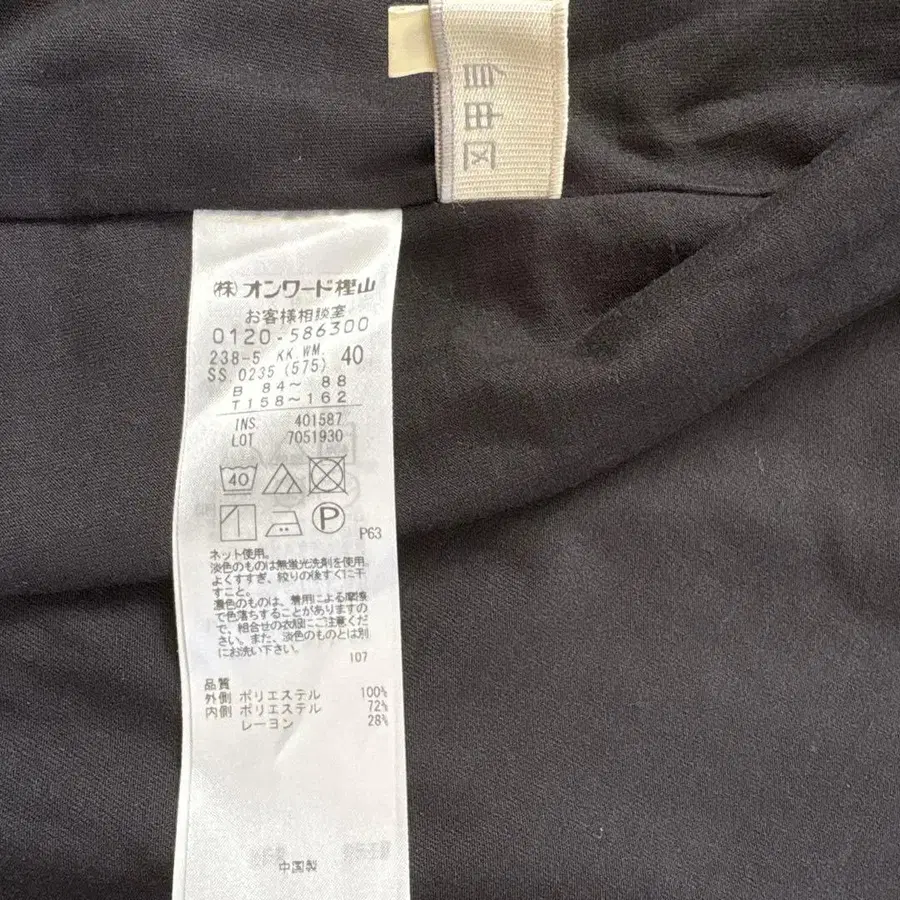 自由区
(株)オンワード樫山
お客様相談室
0120-586300
238-5 KK.WM. 40
SS.0235 (575)
B 84～ 88
T158～162
INS. 401587
LOT 7051930
40
P
P63
ネット使用。
淡色のものは無蛍光洗剤を使用。
よくすすぎ、絞りの後すぐに干
すこと。
濃色のものは、着用による摩擦
で色落ちすることがありますの
で、組合せの衣服にご注意くだ
さい。また、淡色のものとは別
にお洗い下さい。
107
品質
外側 ポリエステル 100%
内側 ポリエステル 72%
レーヨン 28%
中国製